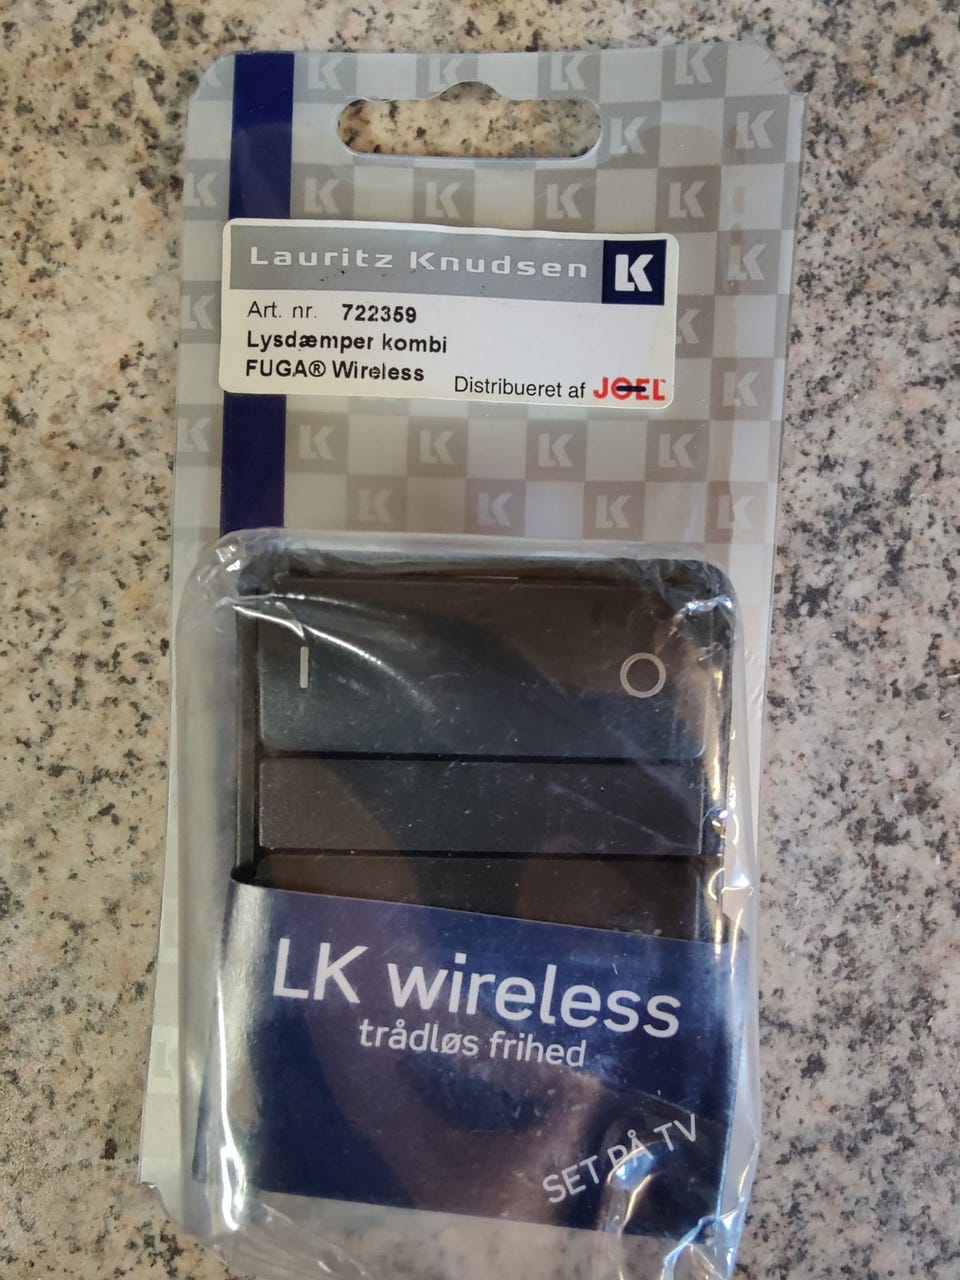 Lauritz Knudsen LK
Art. nr. 722359
Lysdæmper kombi
FUGA® Wireless
Distribueret af JOEL
LK wireless
trådløs frihed
SET PÅ TV